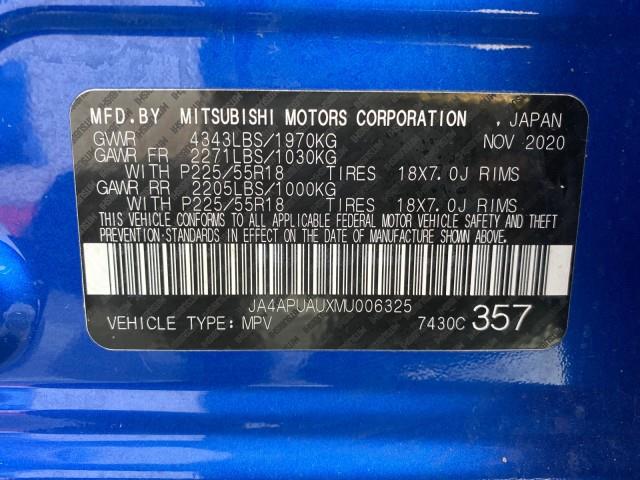 MFD.BY MITSUBISHI MOTORS CORPORATION , JAPAN
GVWR 4343LBS/1970KG NOV 2020
GAWR FR 2271LBS/1030KG
WITH P225/55R18 TIRES 18X7.0J RIMS
GAWR RR 2205LBS/1000KG
WITH P225/55R18 TIRES 18X7.0J RIMS
THIS VEHICLE CONFORMS TO ALL APPLICABLE FEDERAL MOTOR VEHICLE SAFETY AND THEFT
PREVENTION-STANDARDS IN EFFECT ON THE DATE OF MANUFACTURE SHOWN ABOVE.
JA4APUAUXMU006325
VEHICLE TYPE: MPV 7430C 357